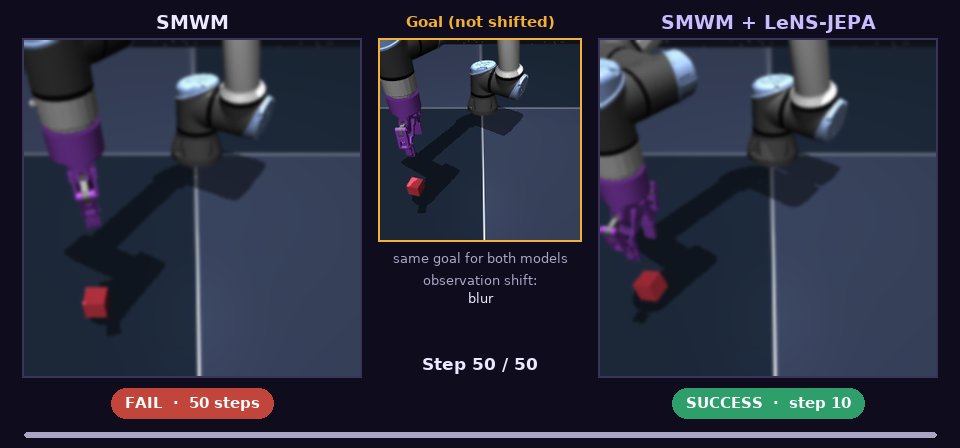 SMWM
Goal (not shifted)
SMWM + LeNS-JEPA
same goal for both models
observation shift:
blur
Step 50 / 50
FAIL · 50 steps
SUCCESS · step 10